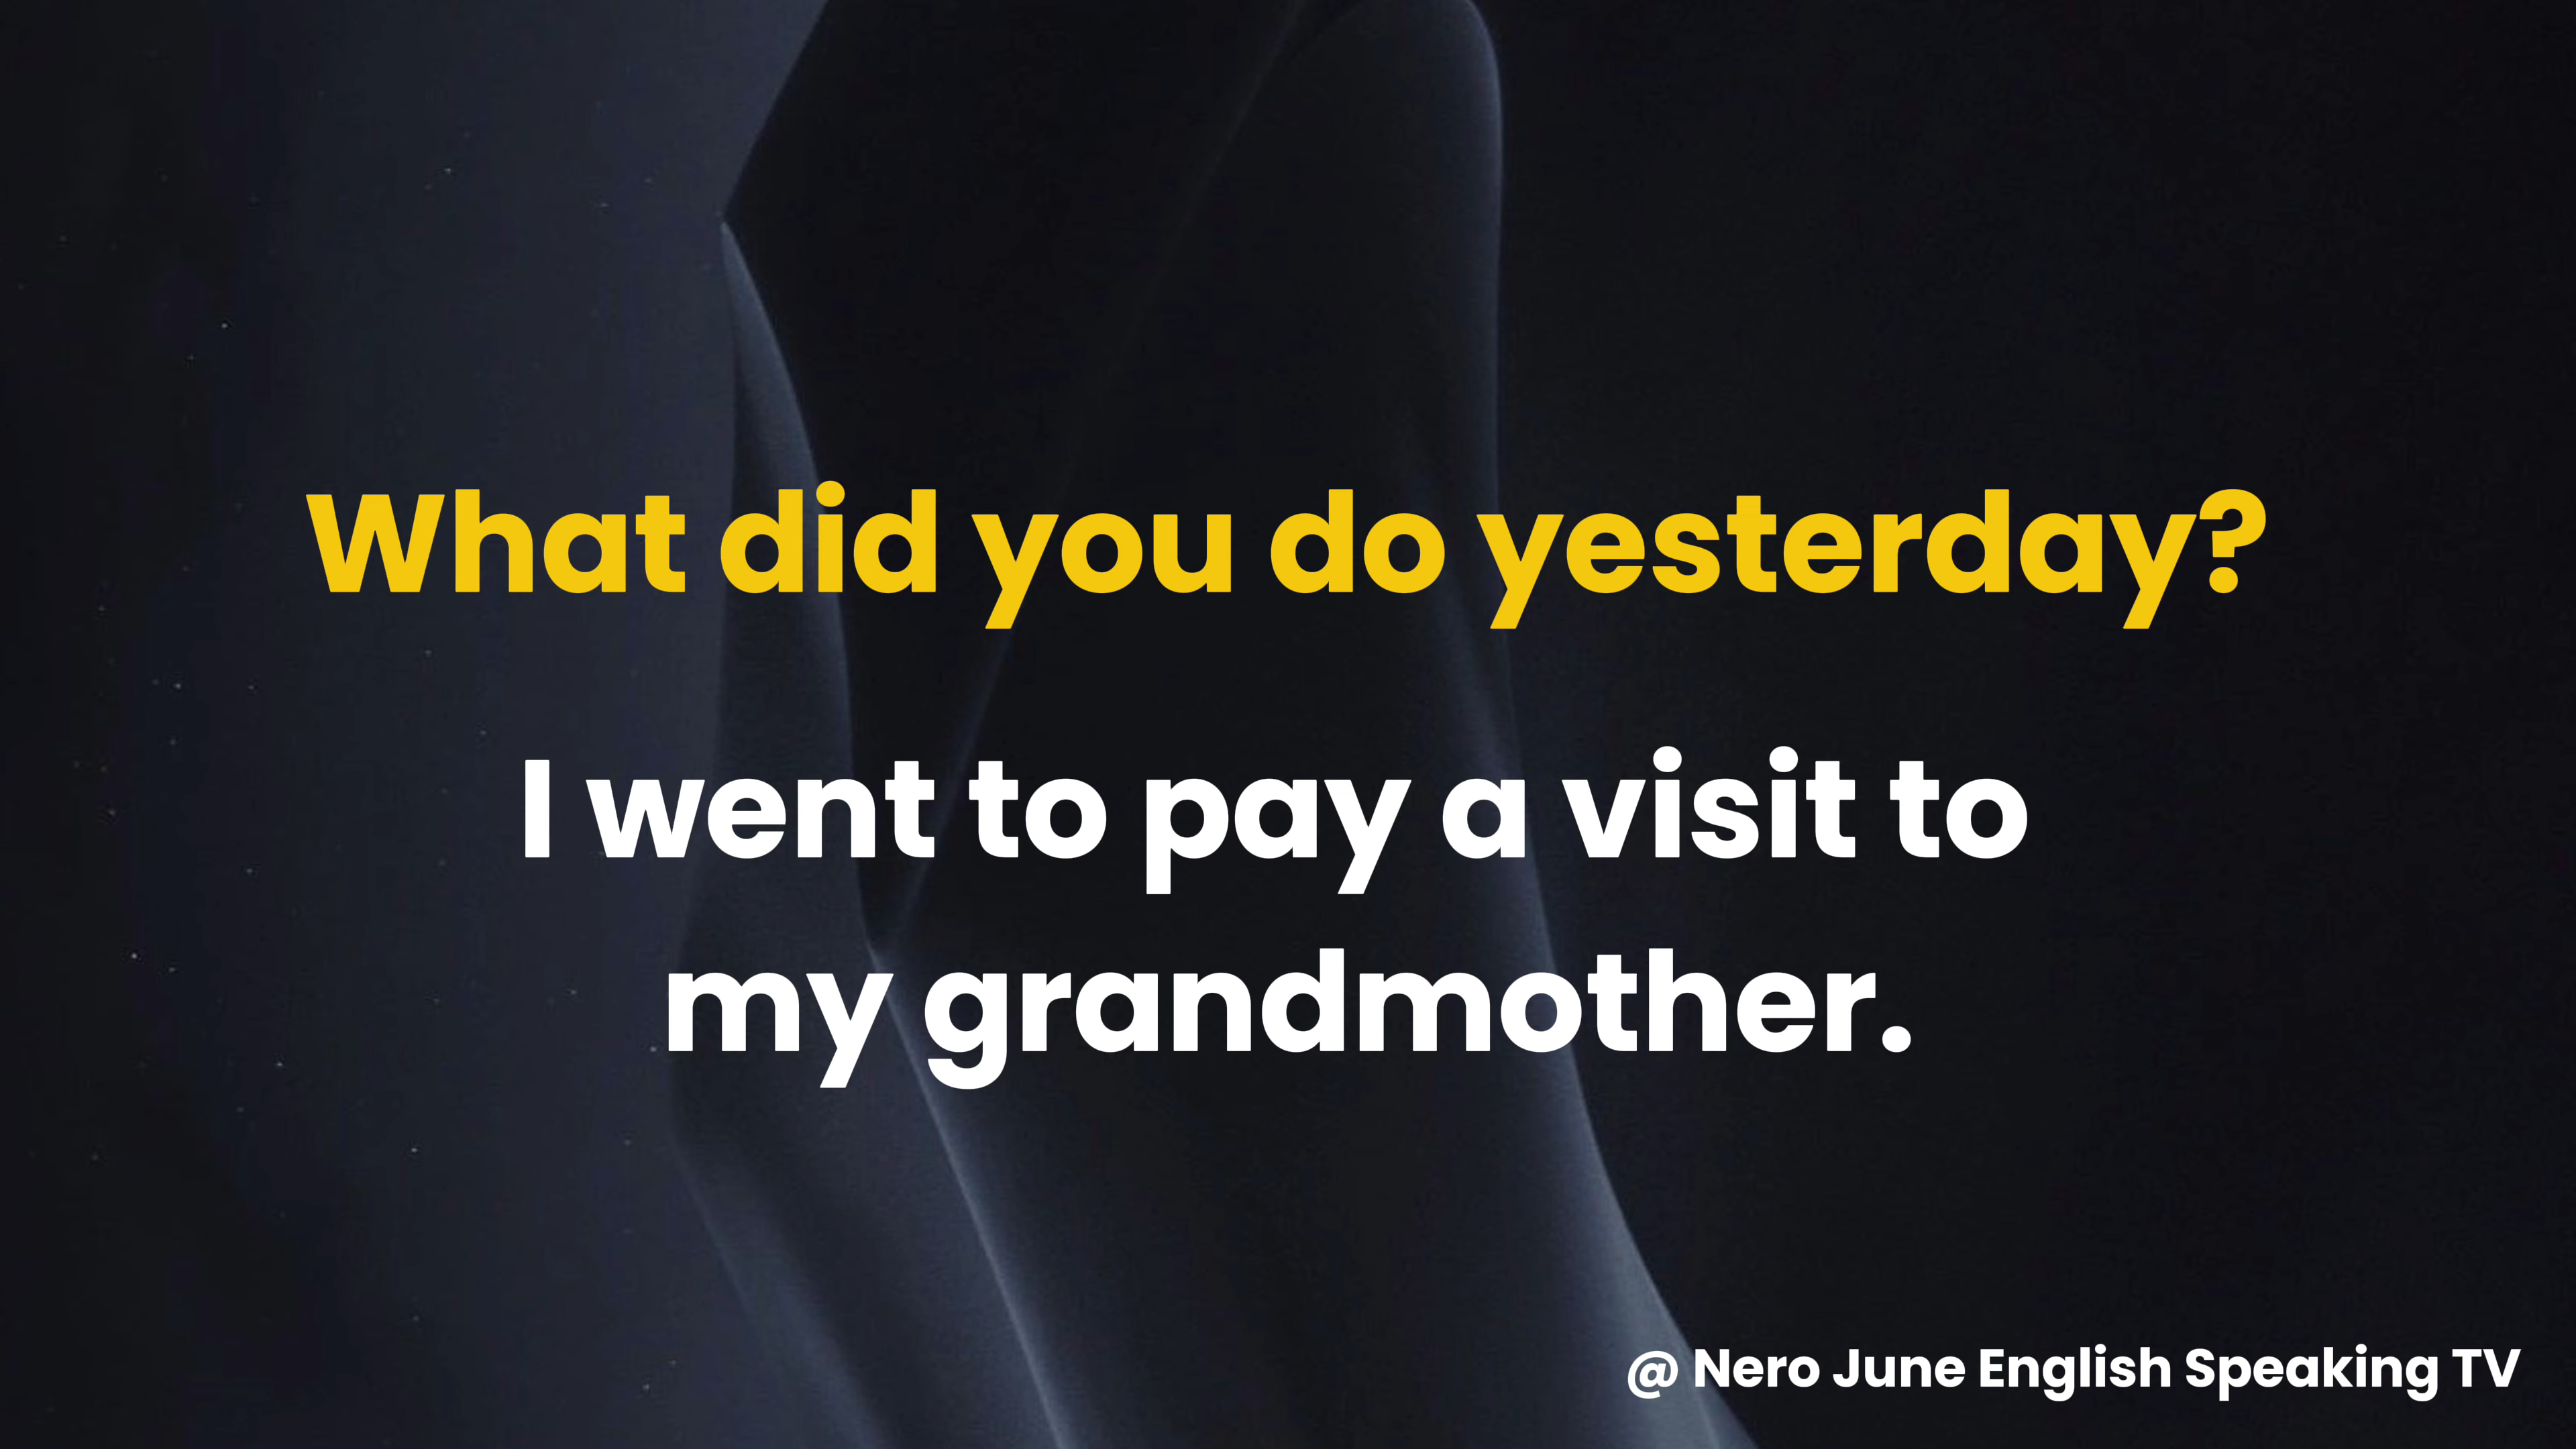 What did you do yesterday?
I went to pay a visit to
my grandmother.
@ Nero June English Speaking TV